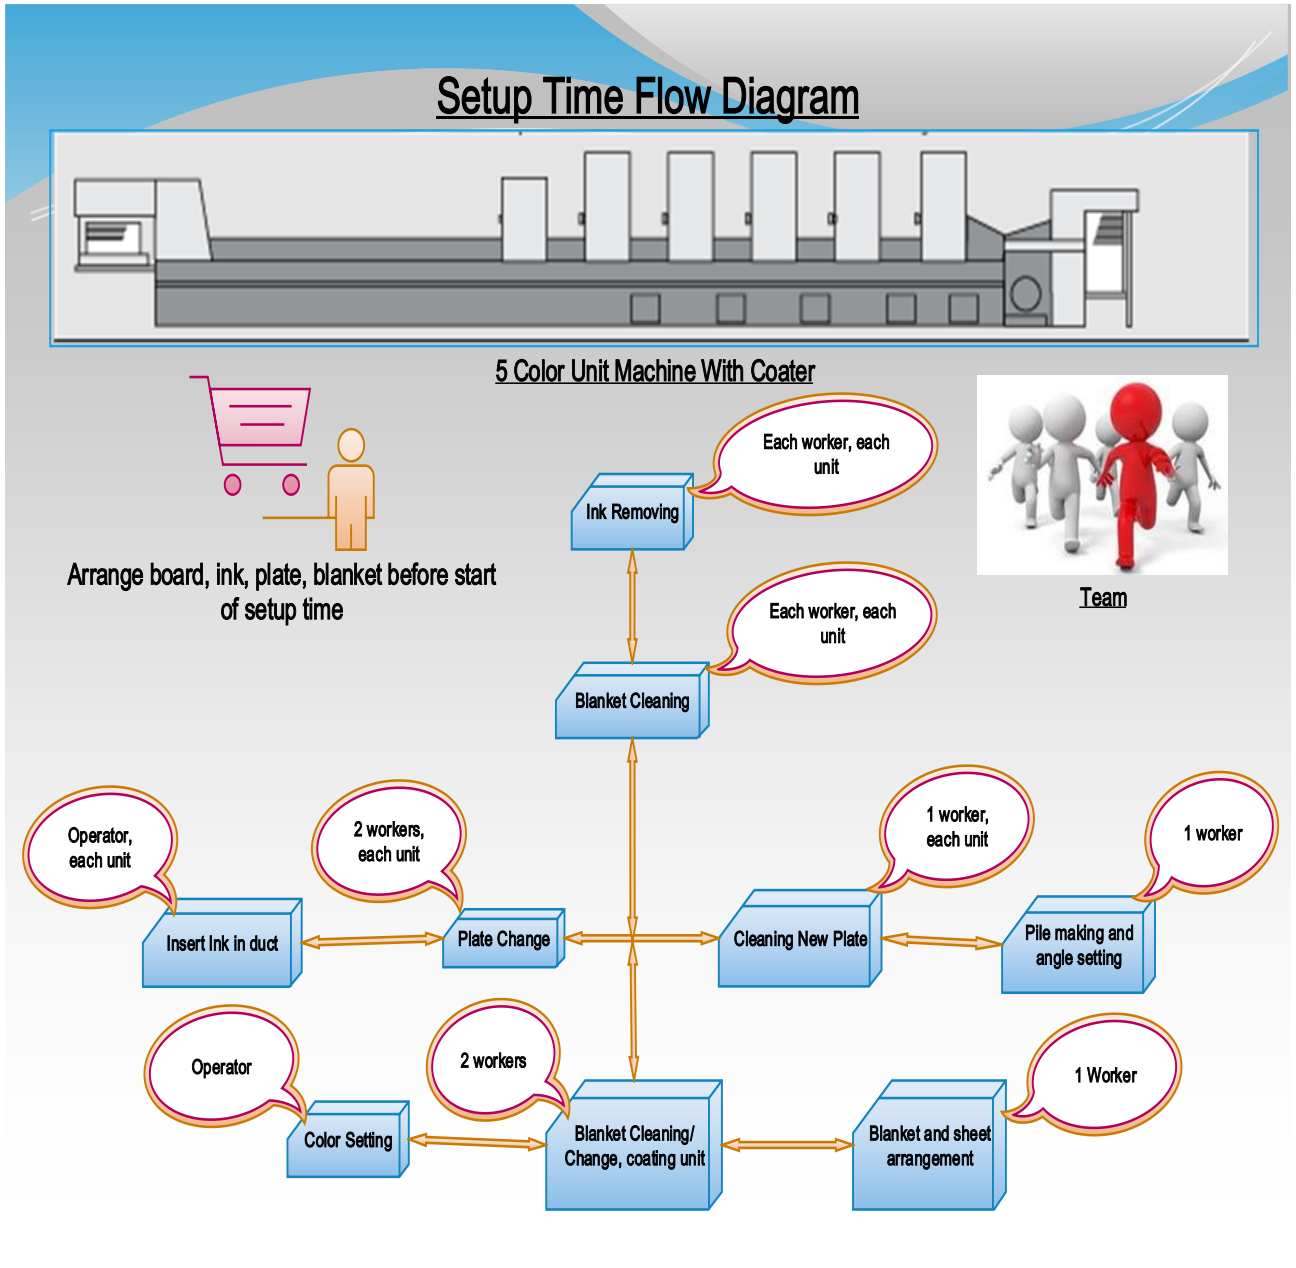 Setup Time Flow Diagram
5 Color Unit Machine With Coater
Each worker, each
unit
Ink Removing
Arrange board, ink, plate, blanket before start
of setup time
Team
Each worker, each
unit
Blanket Cleaning
Operator,
each unit
2 workers,
each unit
1 worker,
each unit
1 worker
Insert Ink in duct
Plate Change
Cleaning New Plate
Pile making and
angle setting
Operator
2 workers
1 Worker
Color Setting
Blanket Cleaning/
Change, coating unit
Blanket and sheet
arrangement